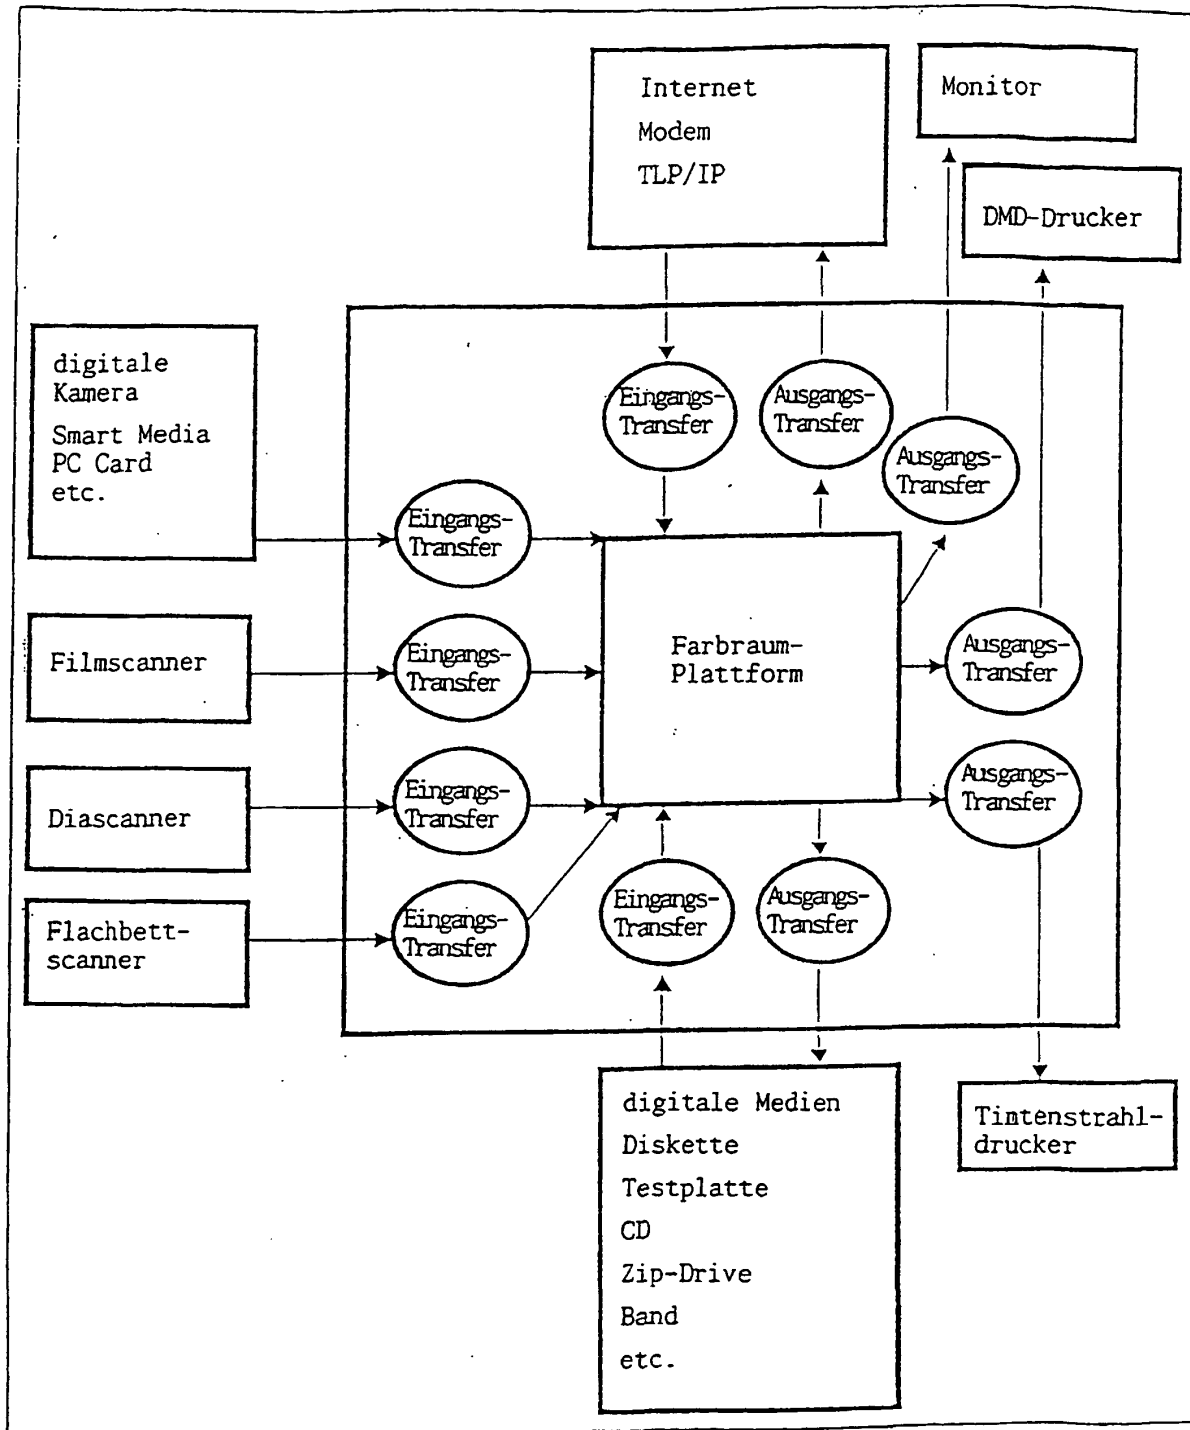 Internet
Modem
TLP/IP
Monitor
DMD-Drucker
digitale
Kamera
Smart Media
PC Card
etc.
Eingangs-
Transfer
Ausgangs-
Transfer
Ausgangs-
Transfer
Eingangs-
Transfer
Filmscanner
Eingangs-
Transfer
Farbraum-
Plattform
Ausgangs-
Transfer
Diascanner
Eingangs-
Transfer
Ausgangs-
Transfer
Flachbett-
scanner
Eingangs-
Transfer
Eingangs-
Transfer
Ausgangs-
Transfer
digitale Medien
Diskette
Testplatte
CD
Zip-Drive
Band
etc.
Timtenstrahl-
drucker